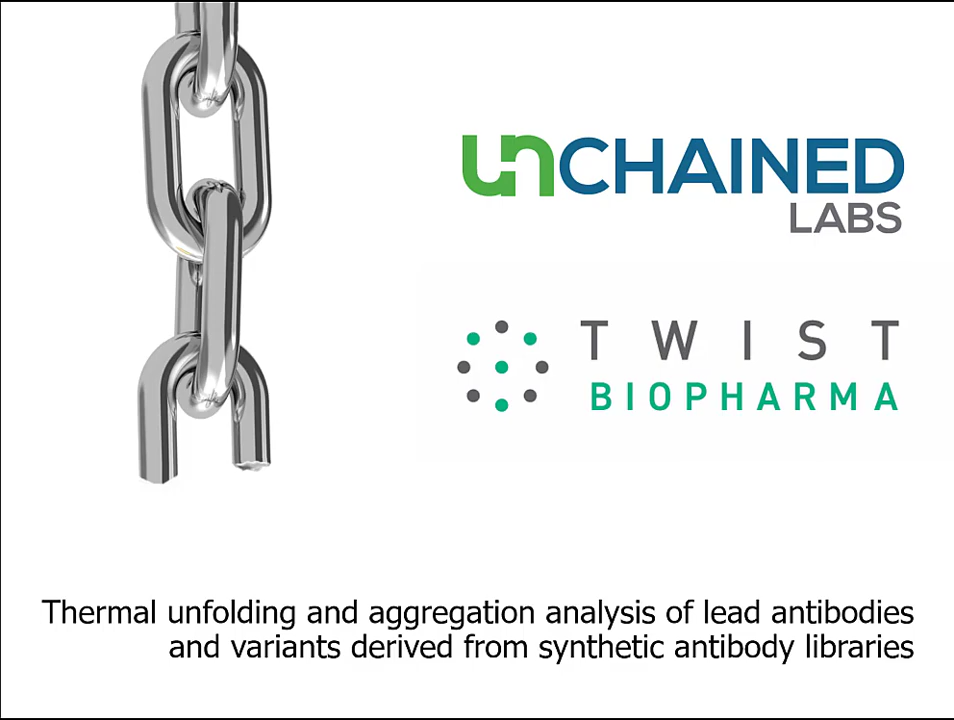 unCHAINED
LABS
TWIST
BIOPHARMA
Thermal unfolding and aggregation analysis of lead antibodies
and variants derived from synthetic antibody libraries